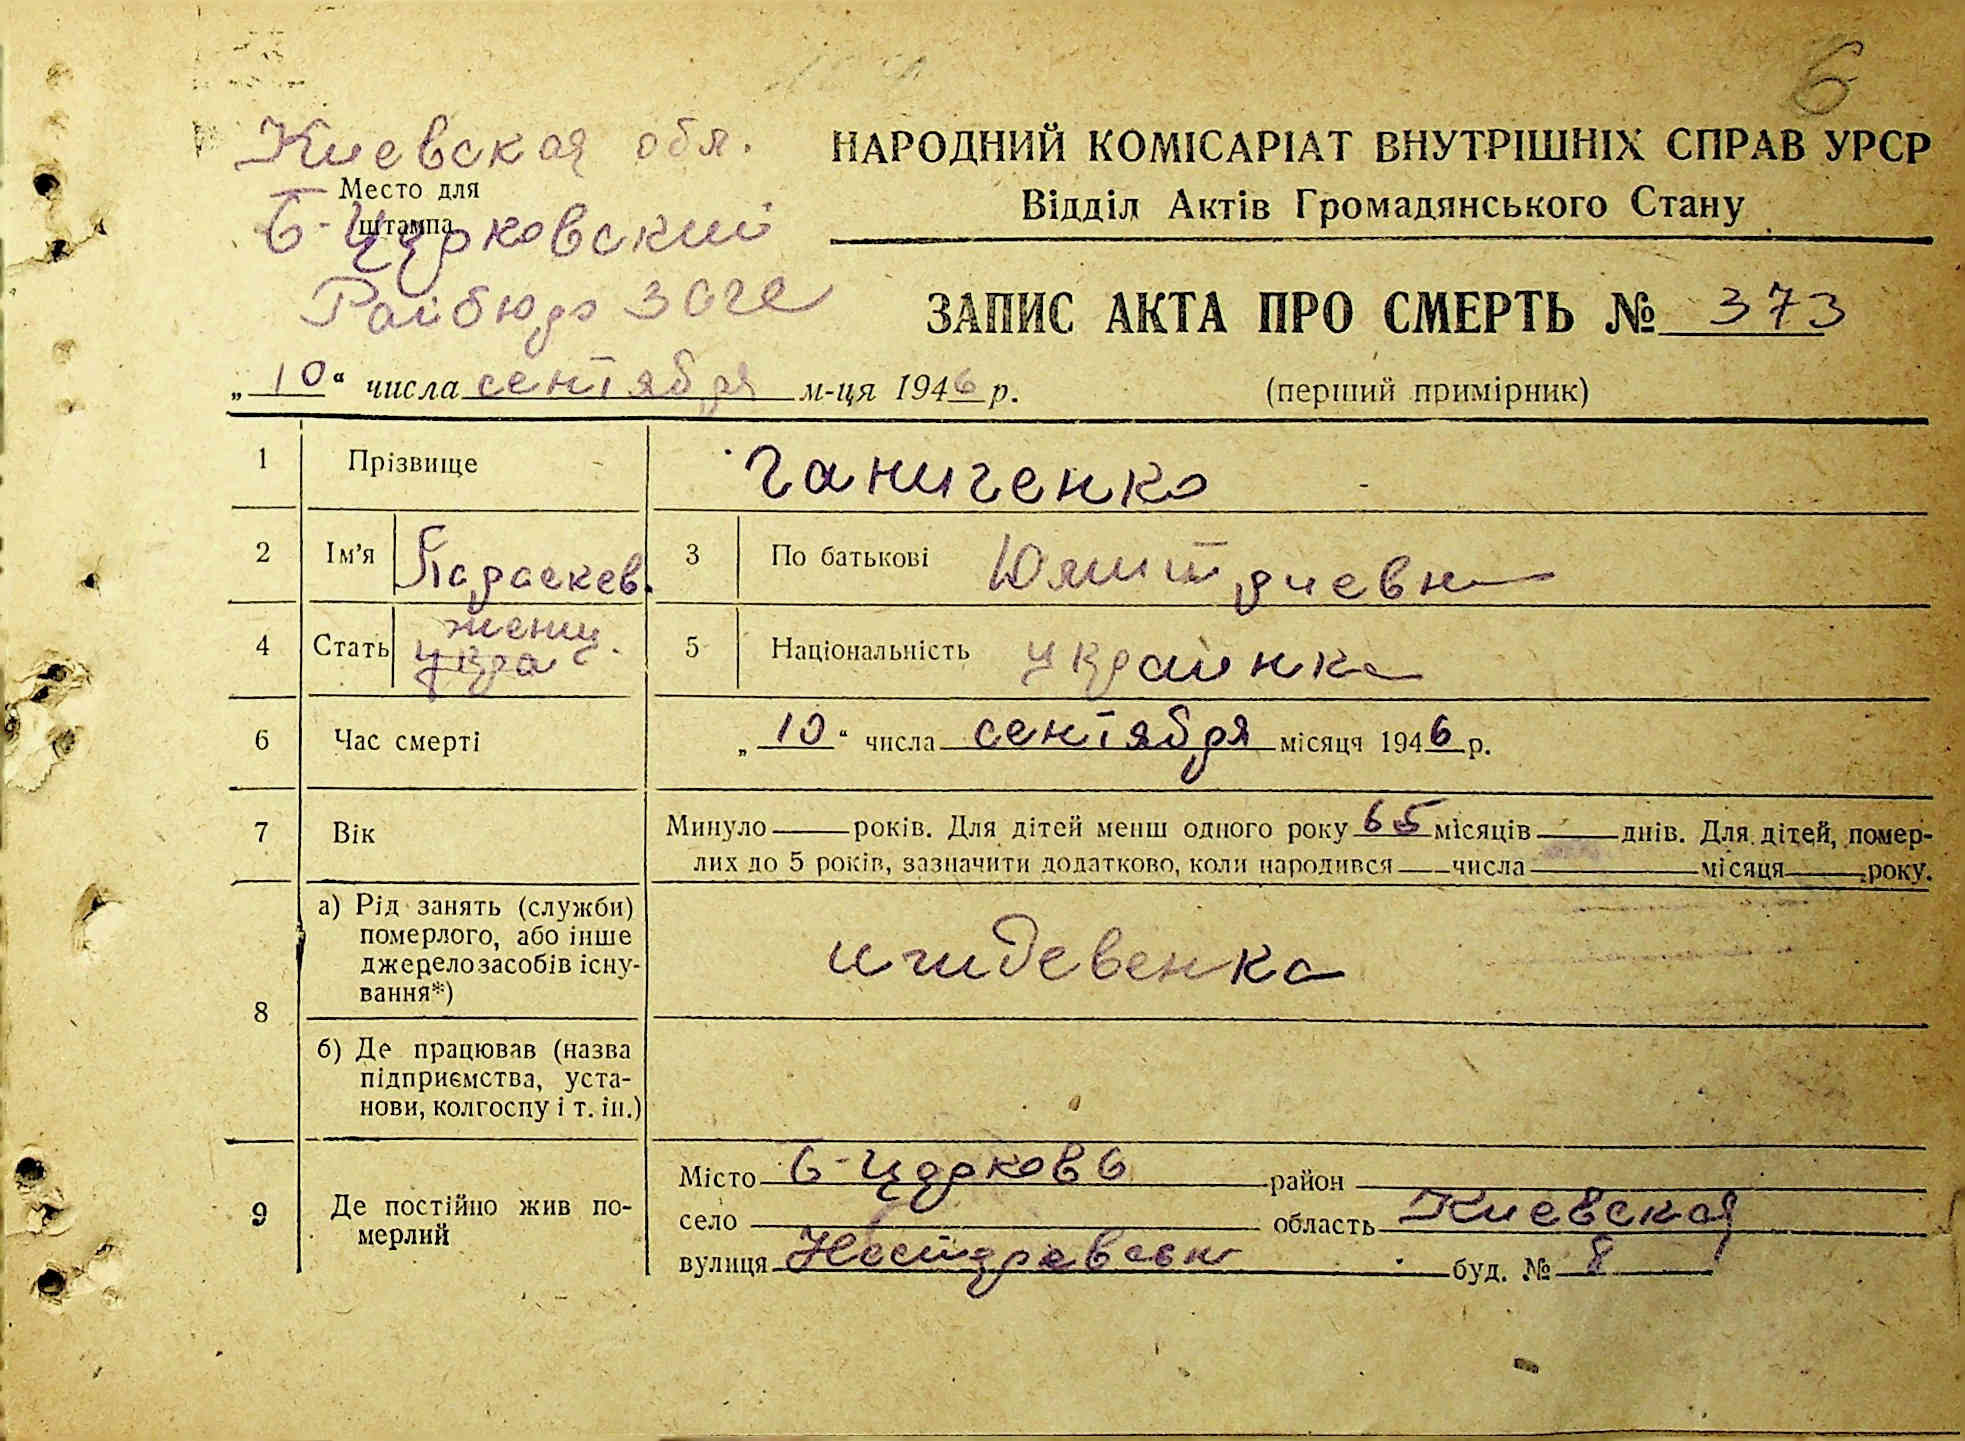 6
Киевская обл.
НАРОДНИЙ КОМІСАРІАТ ВНУТРІШНІХ СПРАВ УРСР
Место для
штампа
Відділ Актів Громадянського Стану
Б-Церковский
Райбюро ЗАГС
ЗАПИС АКТА ПРО СМЕРТЬ № 373
„10“ числа сентября м-ця 1946 р.
(перший примірник)
1 Прізвище Ганиченко
2 Ім’я Параскев.
3 По батькові
4 Стать женщ. укра
5 Національність украинка
6 Час смерті „10“ числа сентября місяця 1946 р.
7 Вік Минуло — років. Для дітей менш одного року 65 місяців — днів. Для дітей, помер-
лих до 5 років, зазначити додатково, коли народився — числа — місяця — року.
8 а) Рід занять (служби)
померлого, або інше
джерело засобів існу-
вання*)
иждевенка
б) Де працював (назва
підприємства, уста-
нови, колгоспу і т. ін.)
9 Де постійно жив по-
мерлий
Місто Б-Церковь район
село область Киевская
вулиця буд. № 8